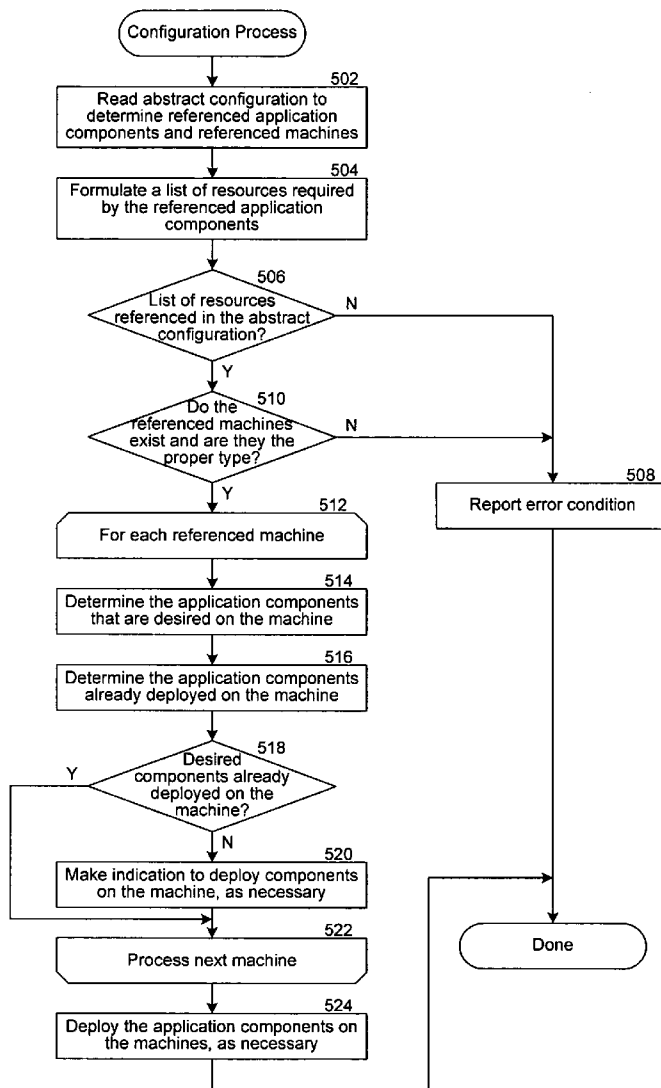 Configuration Process
502
Read abstract configuration to
determine referenced application
components and referenced machines
504
Formulate a list of resources required
by the referenced application
components
506
List of resources
referenced in the abstract
configuration?
N
Y
510
Do the
referenced machines
exist and are they the
proper type?
N
Y
508
Report error condition
512
For each referenced machine
514
Determine the application components
that are desired on the machine
516
Determine the application components
already deployed on the machine
518
Desired
components already
deployed on the
machine?
Y
N
520
Make indication to deploy components
on the machine, as necessary
522
Process next machine
Done
524
Deploy the application components on
the machines, as necessary